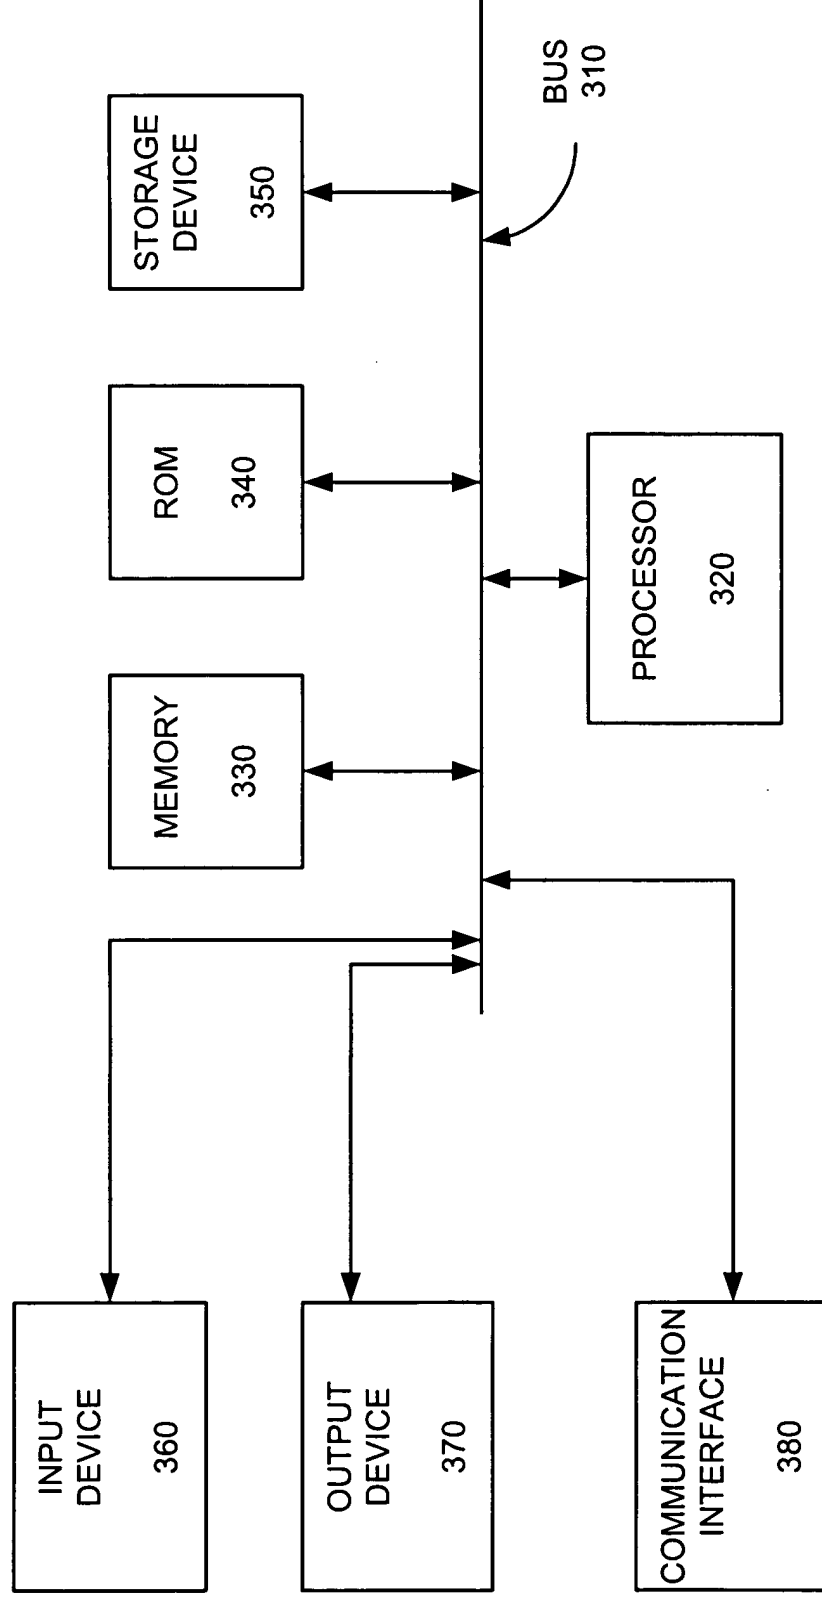 INPUT
DEVICE
360
MEMORY
330
ROM
340
STORAGE
DEVICE
350
OUTPUT
DEVICE
370
BUS
310
PROCESSOR
320
COMMUNICATION
INTERFACE
380